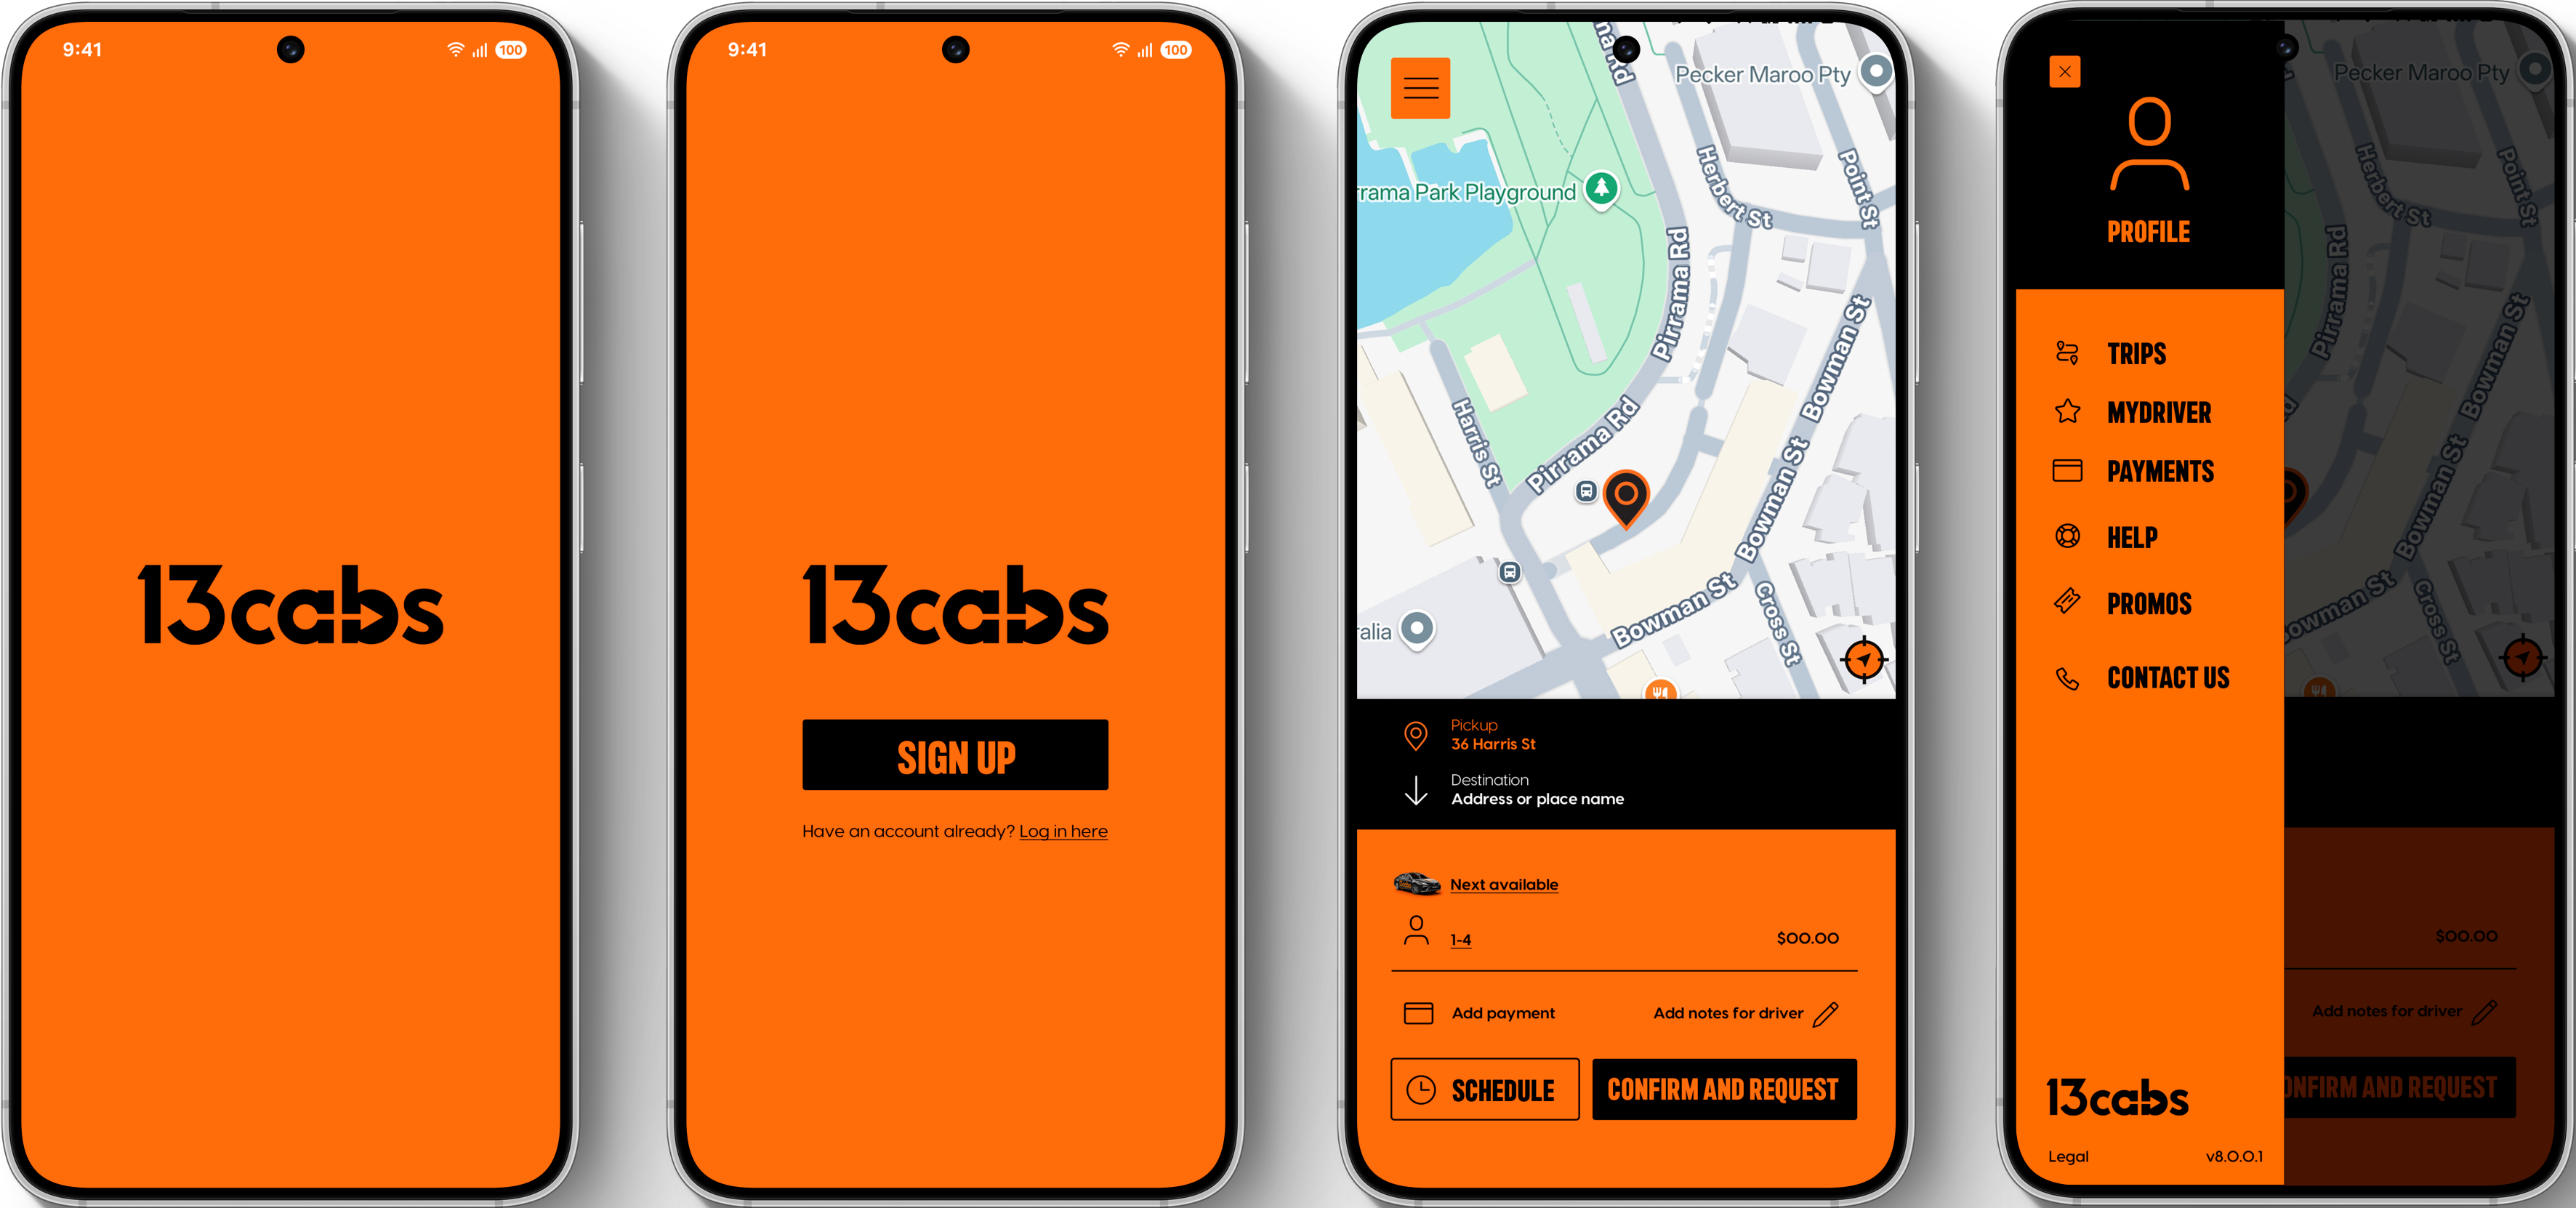 9:41
100
13cabs
9:41
100
13cabs
SIGN UP
Have an account already? Log in here
Pecker Maroo Pty
Herbert St
Point St
rrama Park Playground
Pirrama Rd
Bowman St
Harris St
Pirrama Rd
Bowman St
Bowman St
Cross St
ralia
Pickup
36 Harris St
Destination
Address or place name
Next available
1-4
$00.00
Add payment
Add notes for driver
SCHEDULE
CONFIRM AND REQUEST
PROFILE
TRIPS
MYDRIVER
PAYMENTS
HELP
PROMOS
CONTACT US
13cabs
Legal
v8.0.0.1
Pecker Maroo Pty
Herbert St
Point St
Pirrama Rd
Bowman St
Bowman St
owman St
Cross St
$00.00
Add notes for driver
ONFIRM AND REQUEST